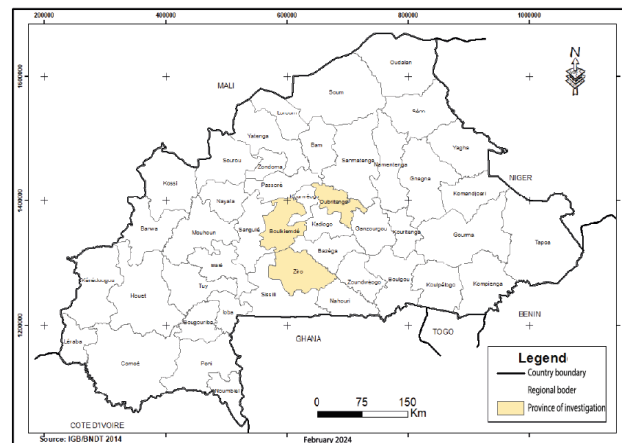 200000 400000 600000 800000 1000000
1600000
1400000
1200000
N
MALI
NIGER
BENIN
TOGO
GHANA
COTE D'IVOIRE
Oudalan
Soum
Séno
Loroum
Yatenga
Bam
Yagha
Sourou
Zondoma
Sanmatenga
Namentenga
Gnagna
Kossi
Passoré
Komandjoari
Nayala
Oubritenga
Banwa
Mouhoun
Sanguié
Boulkiemdé
Kadiogo
Ganzourgou
Kouritenga
Gourma
Tapoa
Bazèga
Kénédougou
Houet
Tuy
Balé
Ziro
Sissili
Zoundwéogo
Boulgou
Koulpélogo
Kompienga
Nahouri
Ioba
Bougouriba
Léraba
Comoé
Poni
Noumbiel
Legend
Country boundary
Regional boder
Province of investigation
0 75 150
Km
Source: IGB/BNDT 2014
February 2024